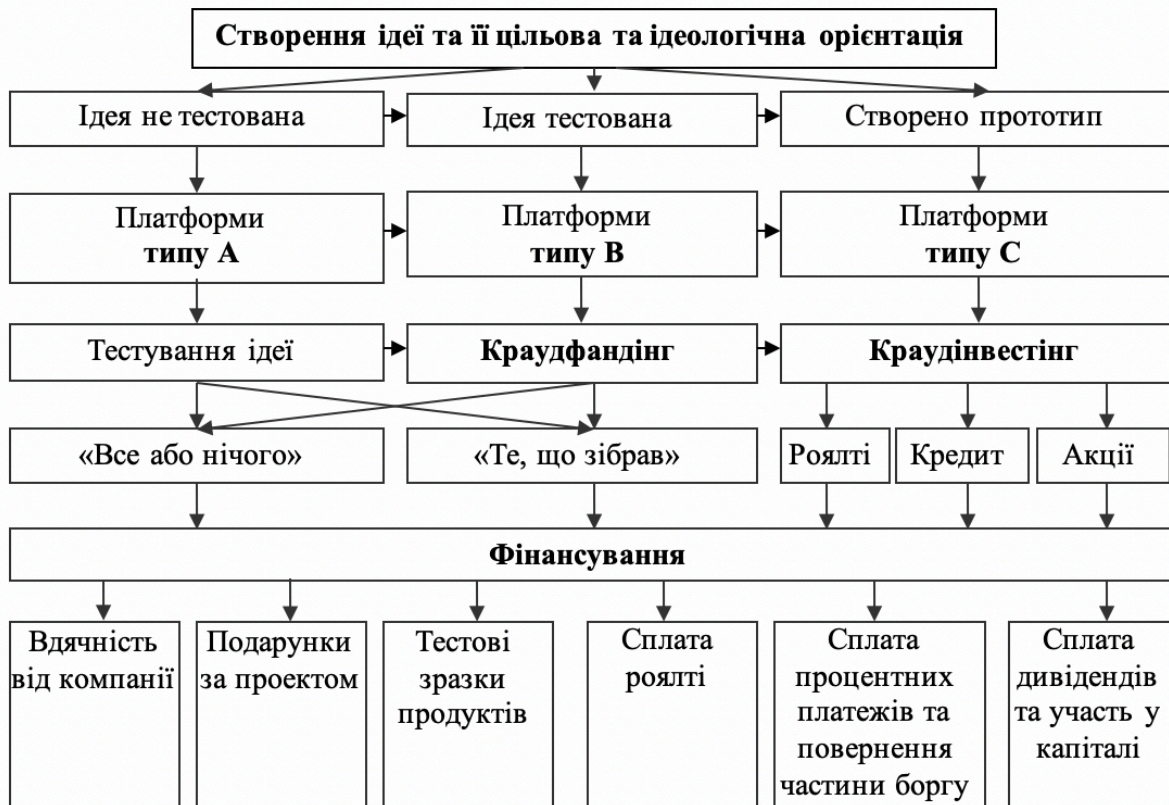 Створення ідеї та її цільова та ідеологічна орієнтація
Ідея не тестована
Ідея тестована
Створено прототип
Платформи
типу А
Платформи
типу В
Платформи
типу С
Тестування ідеї
Краудфандінг
Краудінвестінг
«Все або нічого»
«Те, що зібрав»
Роялті
Кредит
Акції
Фінансування
Вдячність
від компанії
Подарунки
за проектом
Тестові
зразки
продуктів
Сплата
роялті
Сплата
процентних
платежів та
повернення
частини боргу
Сплата
дивідендів
та участь у
капіталі